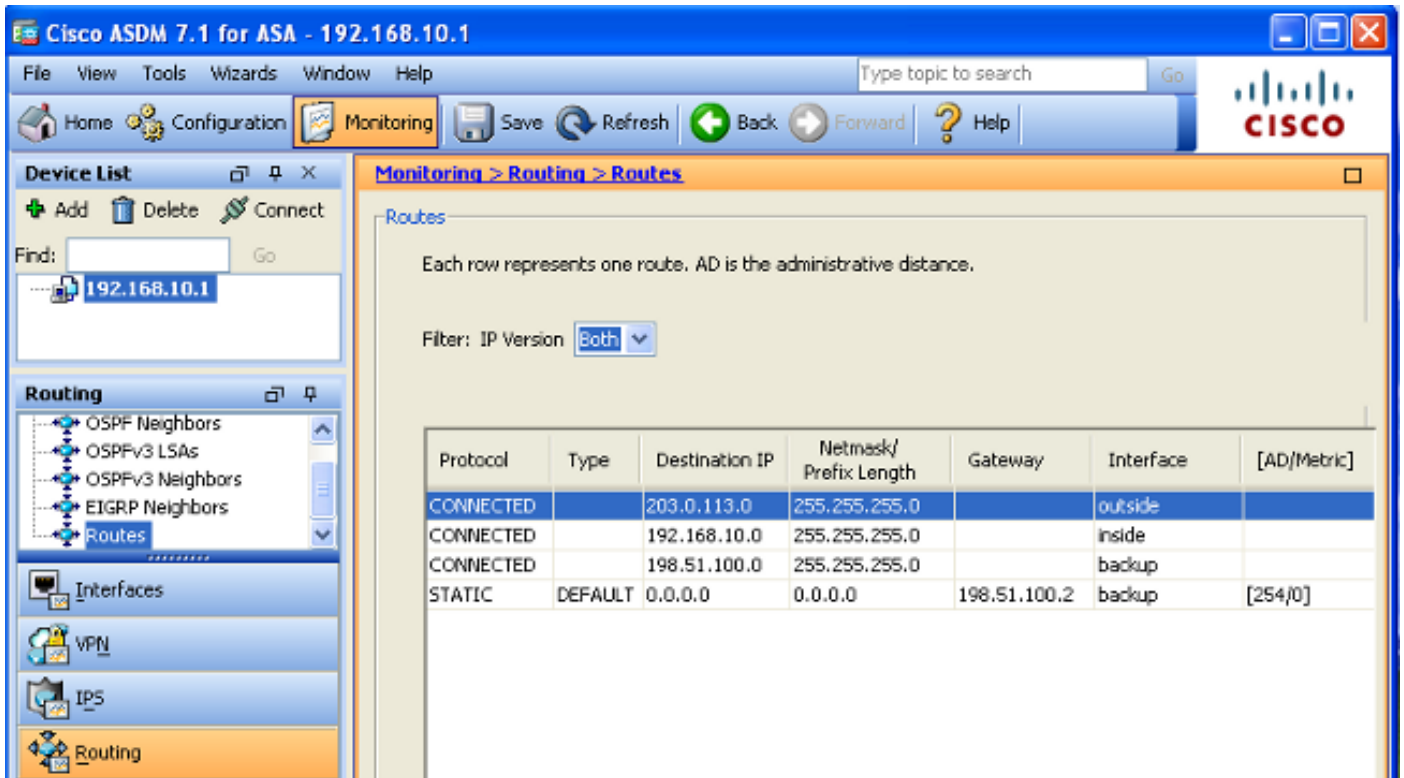 Cisco ASDM 7.1 for ASA - 192.168.10.1
File View Tools Wizards Window Help Type topic to search Go
Home Configuration Monitoring Save Refresh Back Forward Help
CISCO
Device List
Add Delete Connect
Find: Go
192.168.10.1
Routing
OSPF Neighbors
OSPFv3 LSAs
OSPFv3 Neighbors
EIGRP Neighbors
Routes
Interfaces
VPN
IPS
Routing
Monitoring > Routing > Routes
Routes
Each row represents one route. AD is the administrative distance.
Filter: IP Version Both
Protocol Type Destination IP Netmask/ Prefix Length Gateway Interface [AD/Metric]
CONNECTED 203.0.113.0 255.255.255.0 outside
CONNECTED 192.168.10.0 255.255.255.0 inside
CONNECTED 198.51.100.0 255.255.255.0 backup
STATIC DEFAULT 0.0.0.0 0.0.0.0 198.51.100.2 backup [254/0]